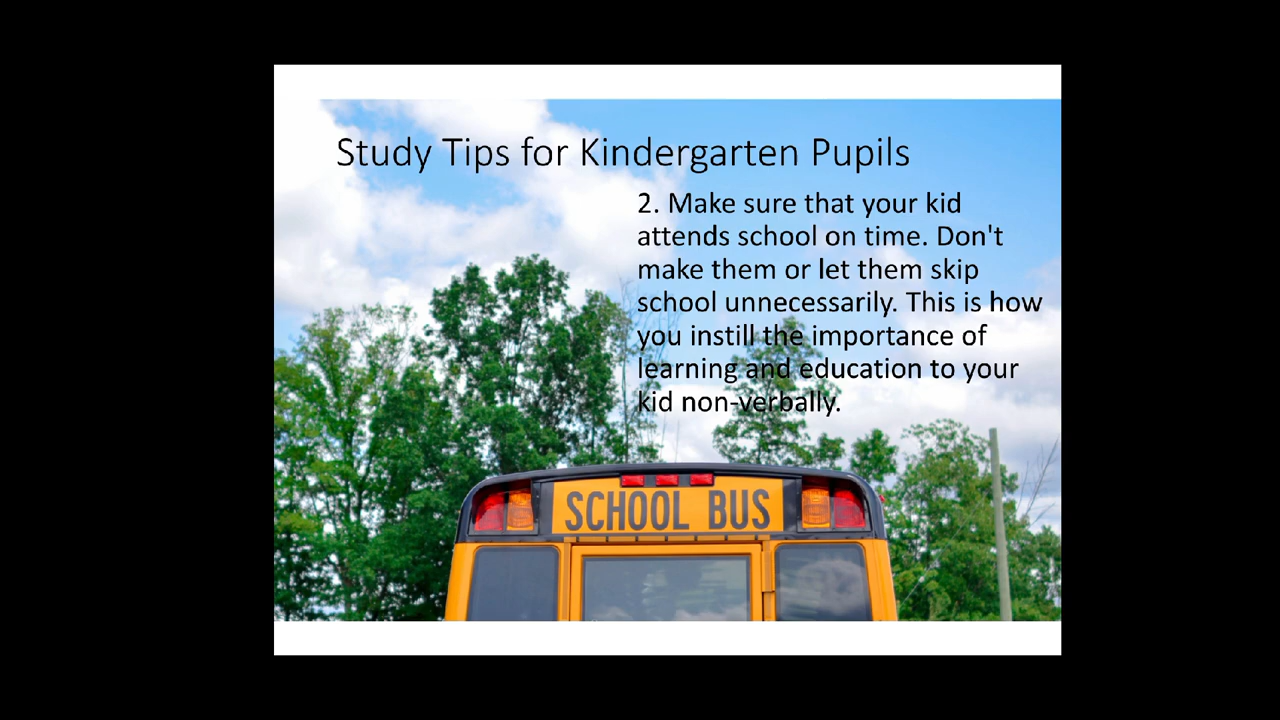 Study Tips for Kindergarten Pupils
2. Make sure that your kid
attends school on time. Don't
make them or let them skip
school unnecessarily. This is how
you instill the importance of
learning and education to your
kid non-verbally.
SCHOOL BUS